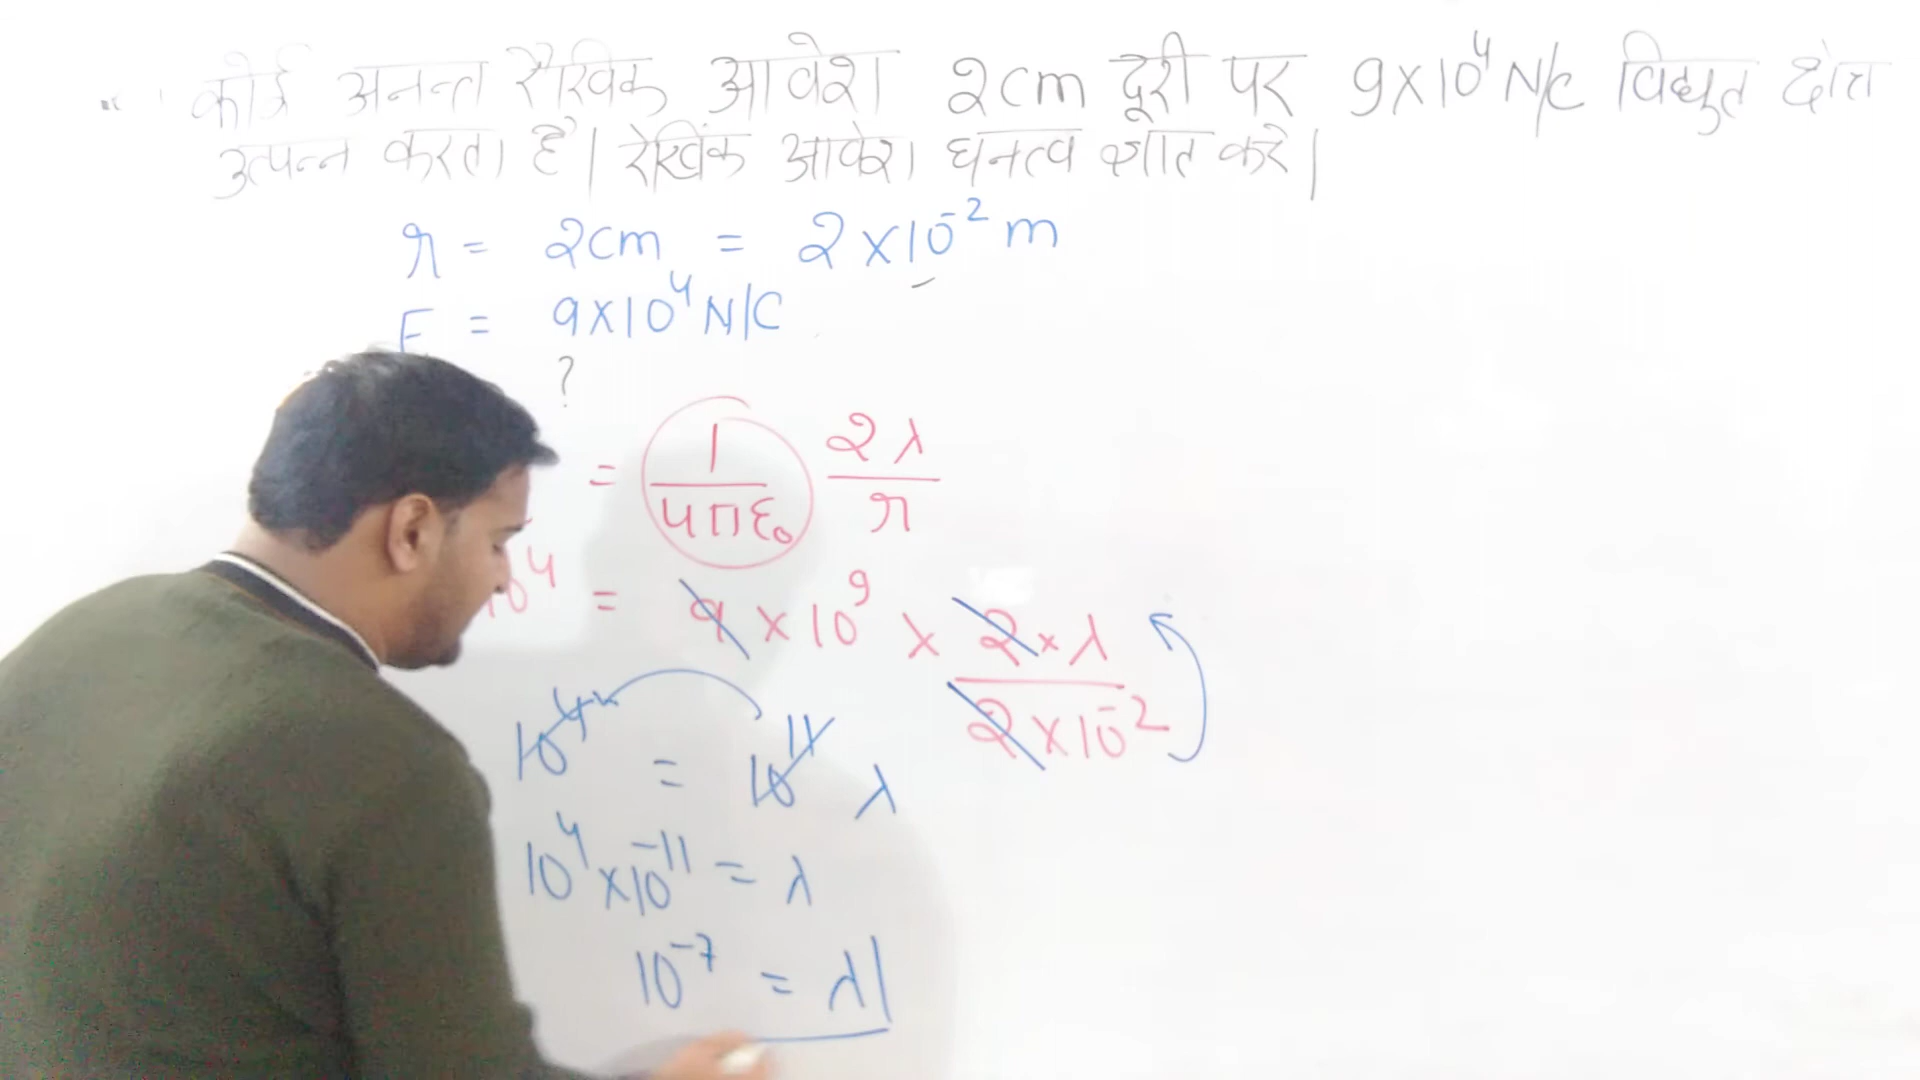 कोई अनन्त रैखिक आवेश 2cm दूरी पर 9×10⁴N/C विद्युत क्षेत्र
उत्पन्न करता है। रेखिक आवेश घनत्व ज्ञात करे।
r = 2cm = 2×10⁻² m
E = 9×10⁴ N/C
?
= 1/4πε₀ 2λ/r
10⁴ = 9 × 10⁹ × 2×λ/2×10⁻²
10⁴ = 10¹¹ λ
10⁴×10⁻¹¹ = λ
10⁻⁷ = λ